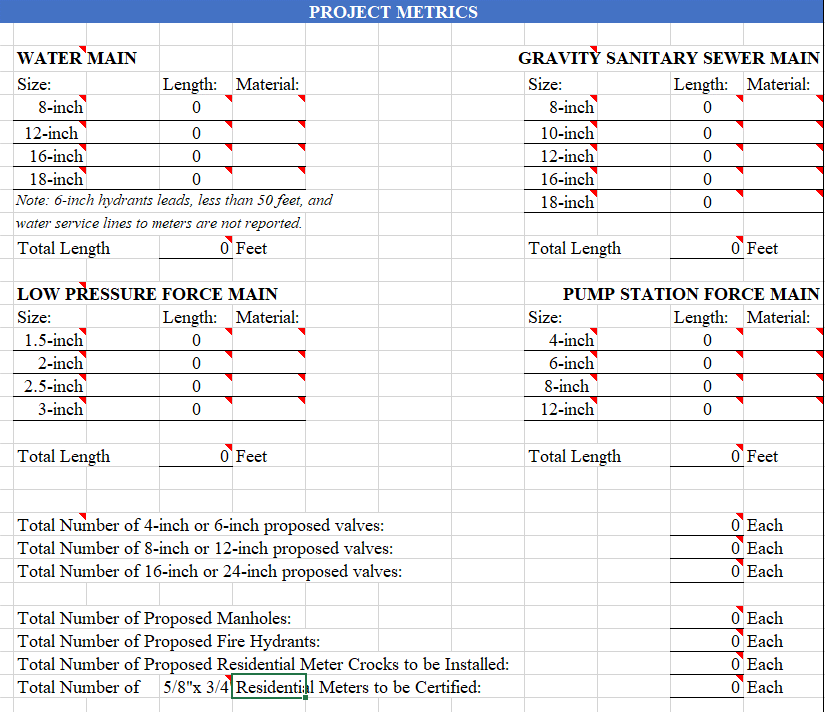 PROJECT METRICS
WATER MAIN
Size: Length: Material:
8-inch 0
12-inch 0
16-inch 0
18-inch 0
Note: 6-inch hydrants leads, less than 50 feet, and
water service lines to meters are not reported.
Total Length 0 Feet
GRAVITY SANITARY SEWER MAIN
Size: Length: Material:
8-inch 0
10-inch 0
12-inch 0
16-inch 0
18-inch 0
Total Length 0 Feet
LOW PRESSURE FORCE MAIN
Size: Length: Material:
1.5-inch 0
2-inch 0
2.5-inch 0
3-inch 0
Total Length 0 Feet
PUMP STATION FORCE MAIN
Size: Length: Material:
4-inch 0
6-inch 0
8-inch 0
12-inch 0
Total Length 0 Feet
Total Number of 4-inch or 6-inch proposed valves: 0 Each
Total Number of 8-inch or 12-inch proposed valves: 0 Each
Total Number of 16-inch or 24-inch proposed valves: 0 Each
Total Number of Proposed Manholes: 0 Each
Total Number of Proposed Fire Hydrants: 0 Each
Total Number of Proposed Residential Meter Crocks to be Installed: 0 Each
Total Number of 5/8"x 3/4 Residential Meters to be Certified: 0 Each